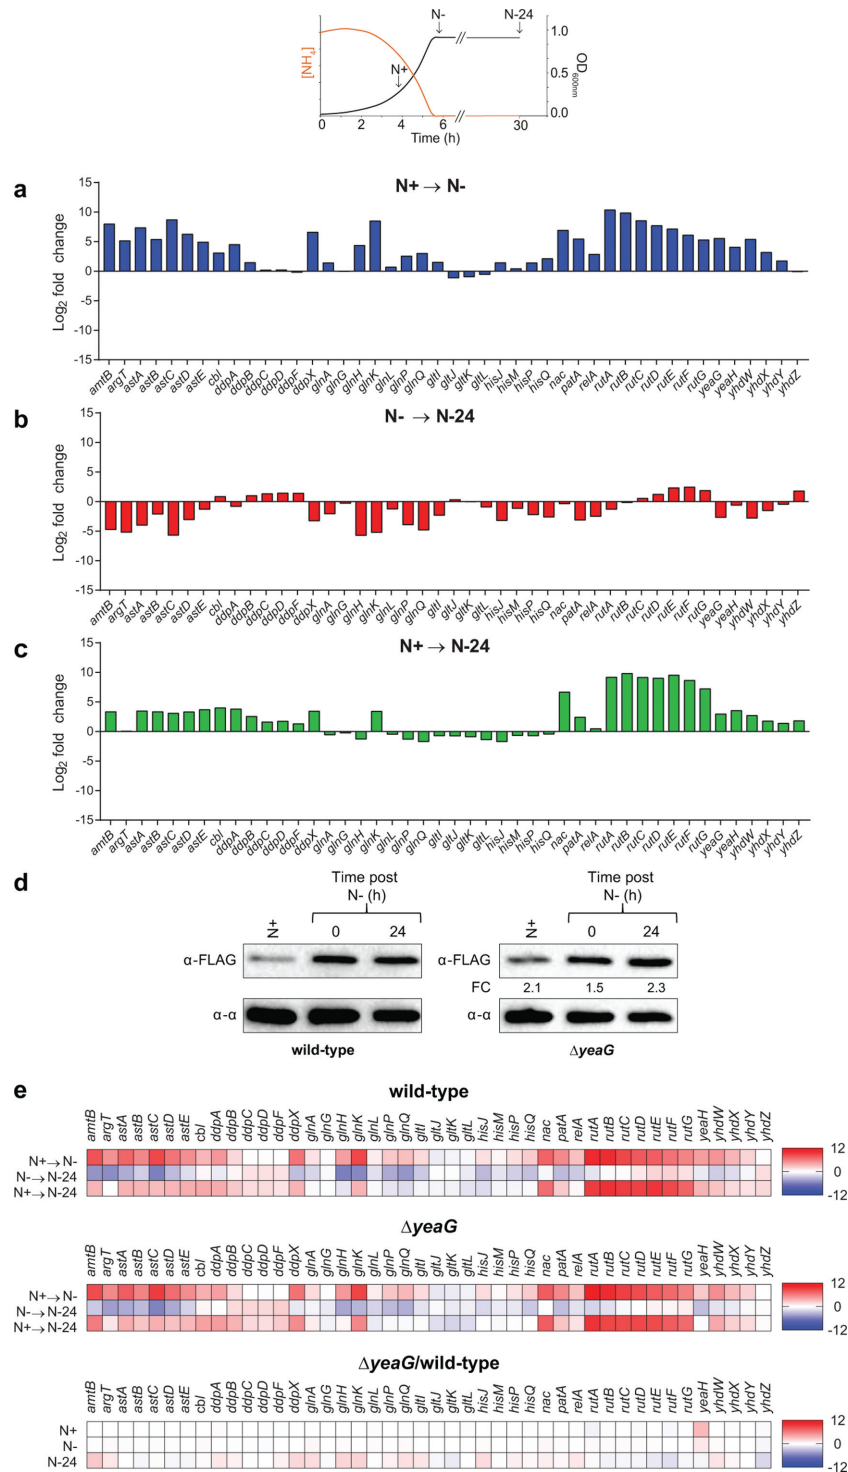 N- N-24
[NH4] N+ 1.0 0.5 0.0 OD600nm
0 2 4 6 30
Time (h)
a N+ → N-
Log2 fold change
15
10
5
0
-5
-10
-15
amtB argT astA astB astC astD astE cbl ddpA ddpB ddpC ddpD ddpF ddpX glnA glnG glnH glnK glnL glnP glnQ gltI gltJ gltK gltL hisJ hisM hisP hisQ nac patA relA rutA rutB rutC rutD rutE rutF rutG yeaG yeaH yhdW yhdX yhdY yhdZ
b N- → N-24
Log2 fold change
15
10
5
0
-5
-10
-15
amtB argT astA astB astC astD astE cbl ddpA ddpB ddpC ddpD ddpF ddpX glnA glnG glnH glnK glnL glnP glnQ gltI gltJ gltK gltL hisJ hisM hisP hisQ nac patA relA rutA rutB rutC rutD rutE rutF rutG yeaG yeaH yhdW yhdX yhdY yhdZ
c N+ → N-24
Log2 fold change
15
10
5
0
-5
-10
-15
amtB argT astA astB astC astD astE cbl ddpA ddpB ddpC ddpD ddpF ddpX glnA glnG glnH glnK glnL glnP glnQ gltI gltJ gltK gltL hisJ hisM hisP hisQ nac patA relA rutA rutB rutC rutD rutE rutF rutG yeaG yeaH yhdW yhdX yhdY yhdZ
d
Time post Time post
N- (h) N- (h)
N+ 0 24 N+ 0 24
α-FLAG α-FLAG
FC 2.1 1.5 2.3
α-α α-α
wild-type ΔyeaG
e wild-type
amtB argT astA astB astC astD astE cbl ddpA ddpB ddpC ddpD ddpF ddpX glnA glnG glnH glnK glnL glnP glnQ gltI gltJ gltK gltL hisJ hisM hisP hisQ nac patA relA rutA rutB rutC rutD rutE rutF rutG yeaH yhdW yhdX yhdY yhdZ
N+→N- 12
N-→N-24 0
N+→N-24 -12
ΔyeaG
amtB argT astA astB astC astD astE cbl ddpA ddpB ddpC ddpD ddpF ddpX glnA glnG glnH glnK glnL glnP glnQ gltI gltJ gltK gltL hisJ hisM hisP hisQ nac patA relA rutA rutB rutC rutD rutE rutF rutG yeaH yhdW yhdX yhdY yhdZ
N+→N- 12
N-→N-24 0
N+→N-24 -12
ΔyeaG/wild-type
amtB argT astA astB astC astD astE cbl ddpA ddpB ddpC ddpD ddpF ddpX glnA glnG glnH glnK glnL glnP glnQ gltI gltJ gltK gltL hisJ hisM hisP hisQ nac patA relA rutA rutB rutC rutD rutE rutF rutG yeaH yhdW yhdX yhdY yhdZ
N+ 12
N- 0
N-24 -12